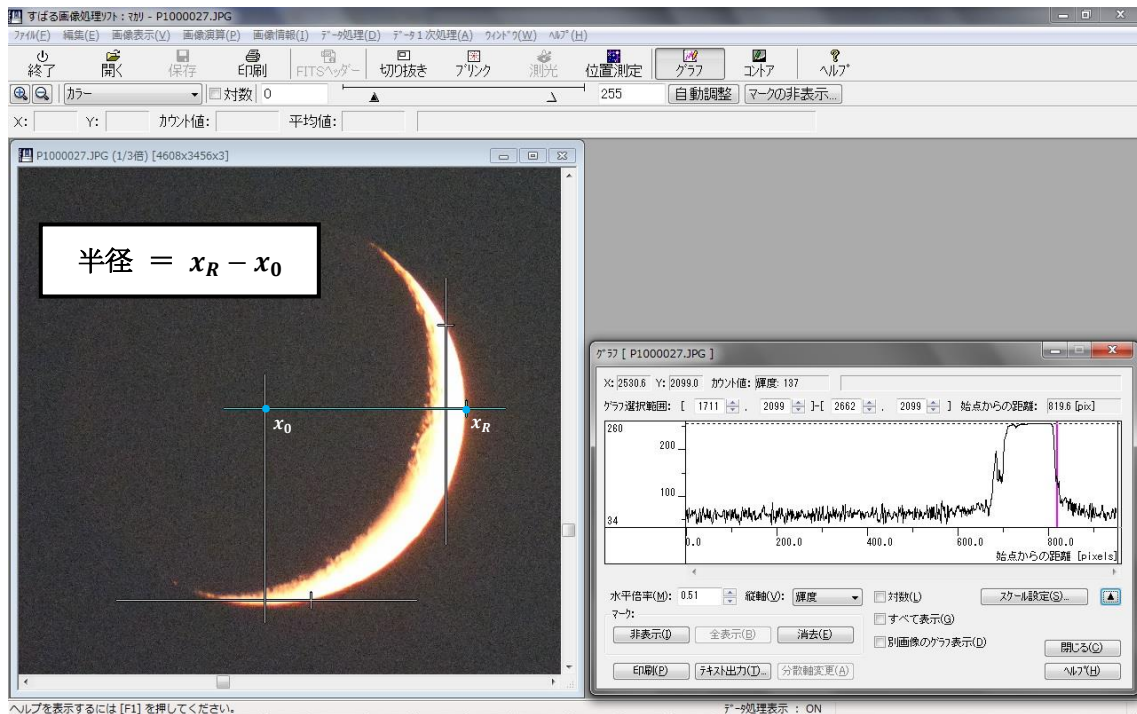 すばる画像処理ソフト：マカリ - P1000027.JPG
ファイル(F) 編集(E) 画像表示(V) 画像演算(P) 画像情報(I) データ処理(D) データ1次処理(A) ウィンドウ(W) ヘルプ(H)
終了 開く 保存 印刷 FITSヘッダー 切り抜き ブリンク 測光 位置測定 グラフ コントア ヘルプ
カラー 対数 0 255 自動調整 マークの非表示...
X: Y: カウント値: 平均値:
P1000027.JPG (1/3倍) [4608x3456x3]
半径 = xR − x0
x0 xR
グラフ [ P1000027.JPG ]
X: 2530.6 Y: 2099.0 カウント値: 輝度: 137
グラフ選択範囲: [ 1711 , 2099 ]-[ 2662 , 2099 ] 始点からの距離: 819.6 [pix]
260
200
100
34
0.0 200.0 400.0 600.0 800.0
始点からの距離 [pixels]
水平倍率(M): 0.51 縦軸(V): 輝度 対数(L) スケール設定(S)...
マーク: すべて表示(G)
非表示(I) 全表示(B) 消去(E) 別画像のグラフ表示(D)
閉じる(C)
印刷(P) テキスト出力(T)... 分散軸変更(A) ヘルプ(H)
ヘルプを表示するには [F1] を押してください。 データ処理表示 : ON